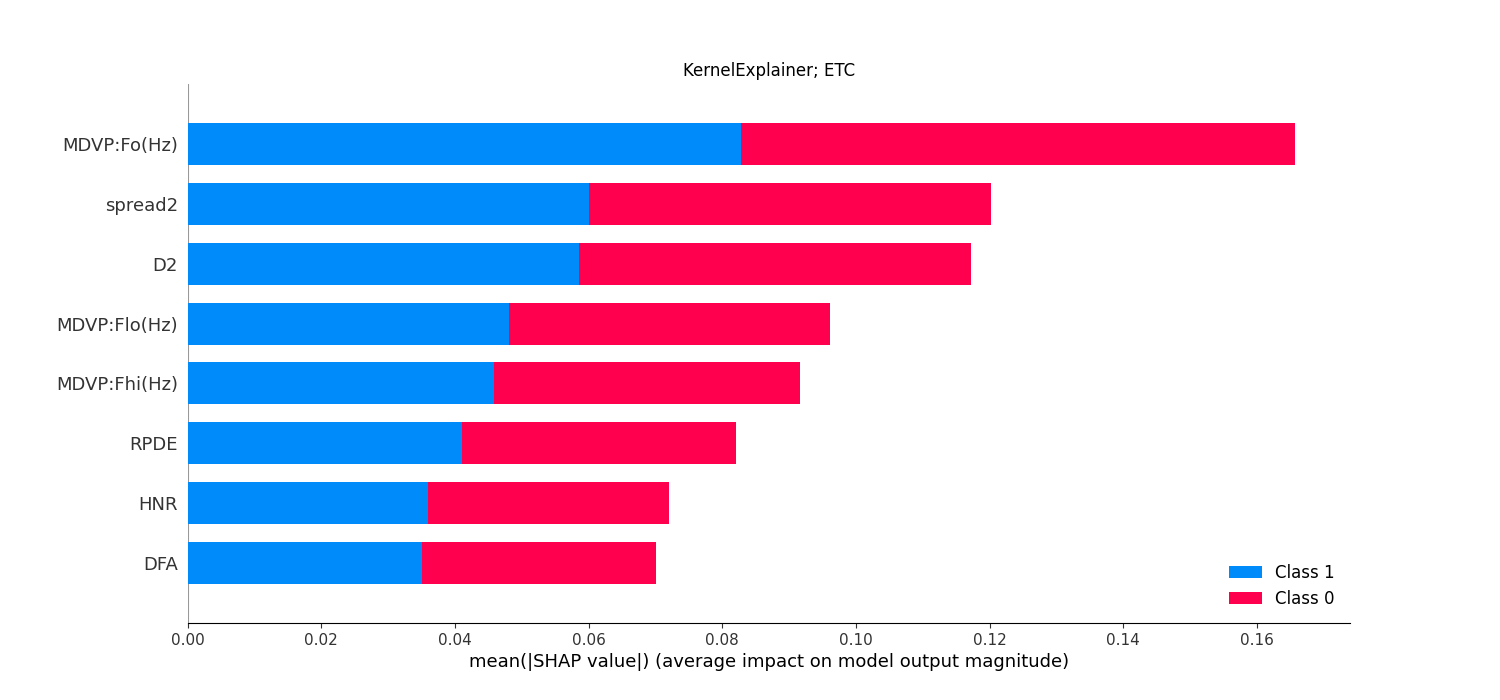 KernelExplainer; ETC
MDVP:Fo(Hz)
spread2
D2
MDVP:Flo(Hz)
MDVP:Fhi(Hz)
RPDE
HNR
DFA
Class 1
Class 0
0.00 0.02 0.04 0.06 0.08 0.10 0.12 0.14 0.16
mean(|SHAP value|) (average impact on model output magnitude)